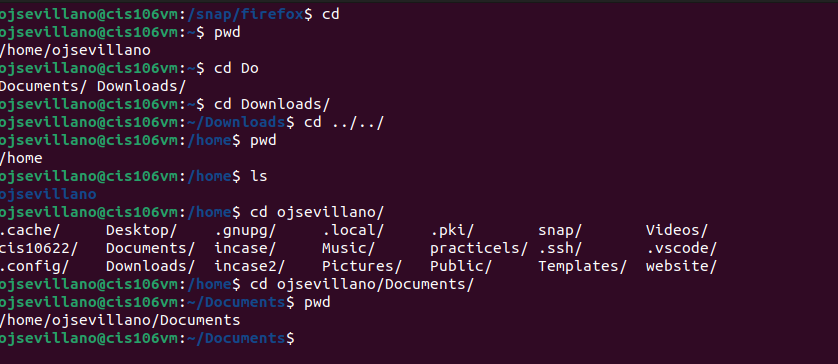 ojsevillano@cis106vm:/snap/firefox$ cd
ojsevillano@cis106vm:~$ pwd
/home/ojsevillano
ojsevillano@cis106vm:~$ cd Do
Documents/ Downloads/
ojsevillano@cis106vm:~$ cd Downloads/
ojsevillano@cis106vm:~/Downloads$ cd ../../
ojsevillano@cis106vm:/home$ pwd
/home
ojsevillano@cis106vm:/home$ ls
ojsevillano
ojsevillano@cis106vm:/home$ cd ojsevillano/
.cache/ Desktop/ .gnupg/ .local/ .pki/ snap/ Videos/
cis10622/ Documents/ incase/ Music/ practicels/ .ssh/ .vscode/
.config/ Downloads/ incase2/ Pictures/ Public/ Templates/ website/
ojsevillano@cis106vm:/home$ cd ojsevillano/Documents/
ojsevillano@cis106vm:~/Documents$ pwd
/home/ojsevillano/Documents
ojsevillano@cis106vm:~/Documents$